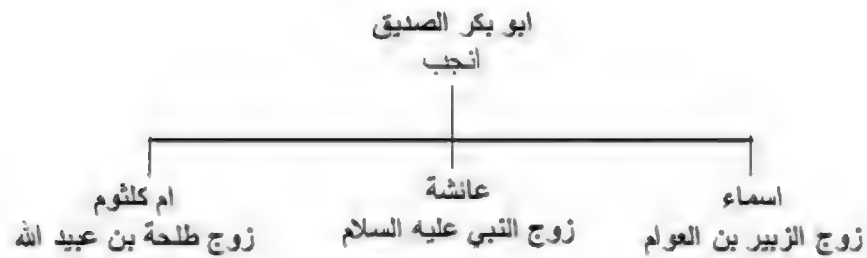 ابو بكر الصديق
أنجب
اسماء
زوج الزبير بن العوام
عائشة
زوج النبي عليه السلام
ام كلثوم
زوج طلحة بن عبيد الله